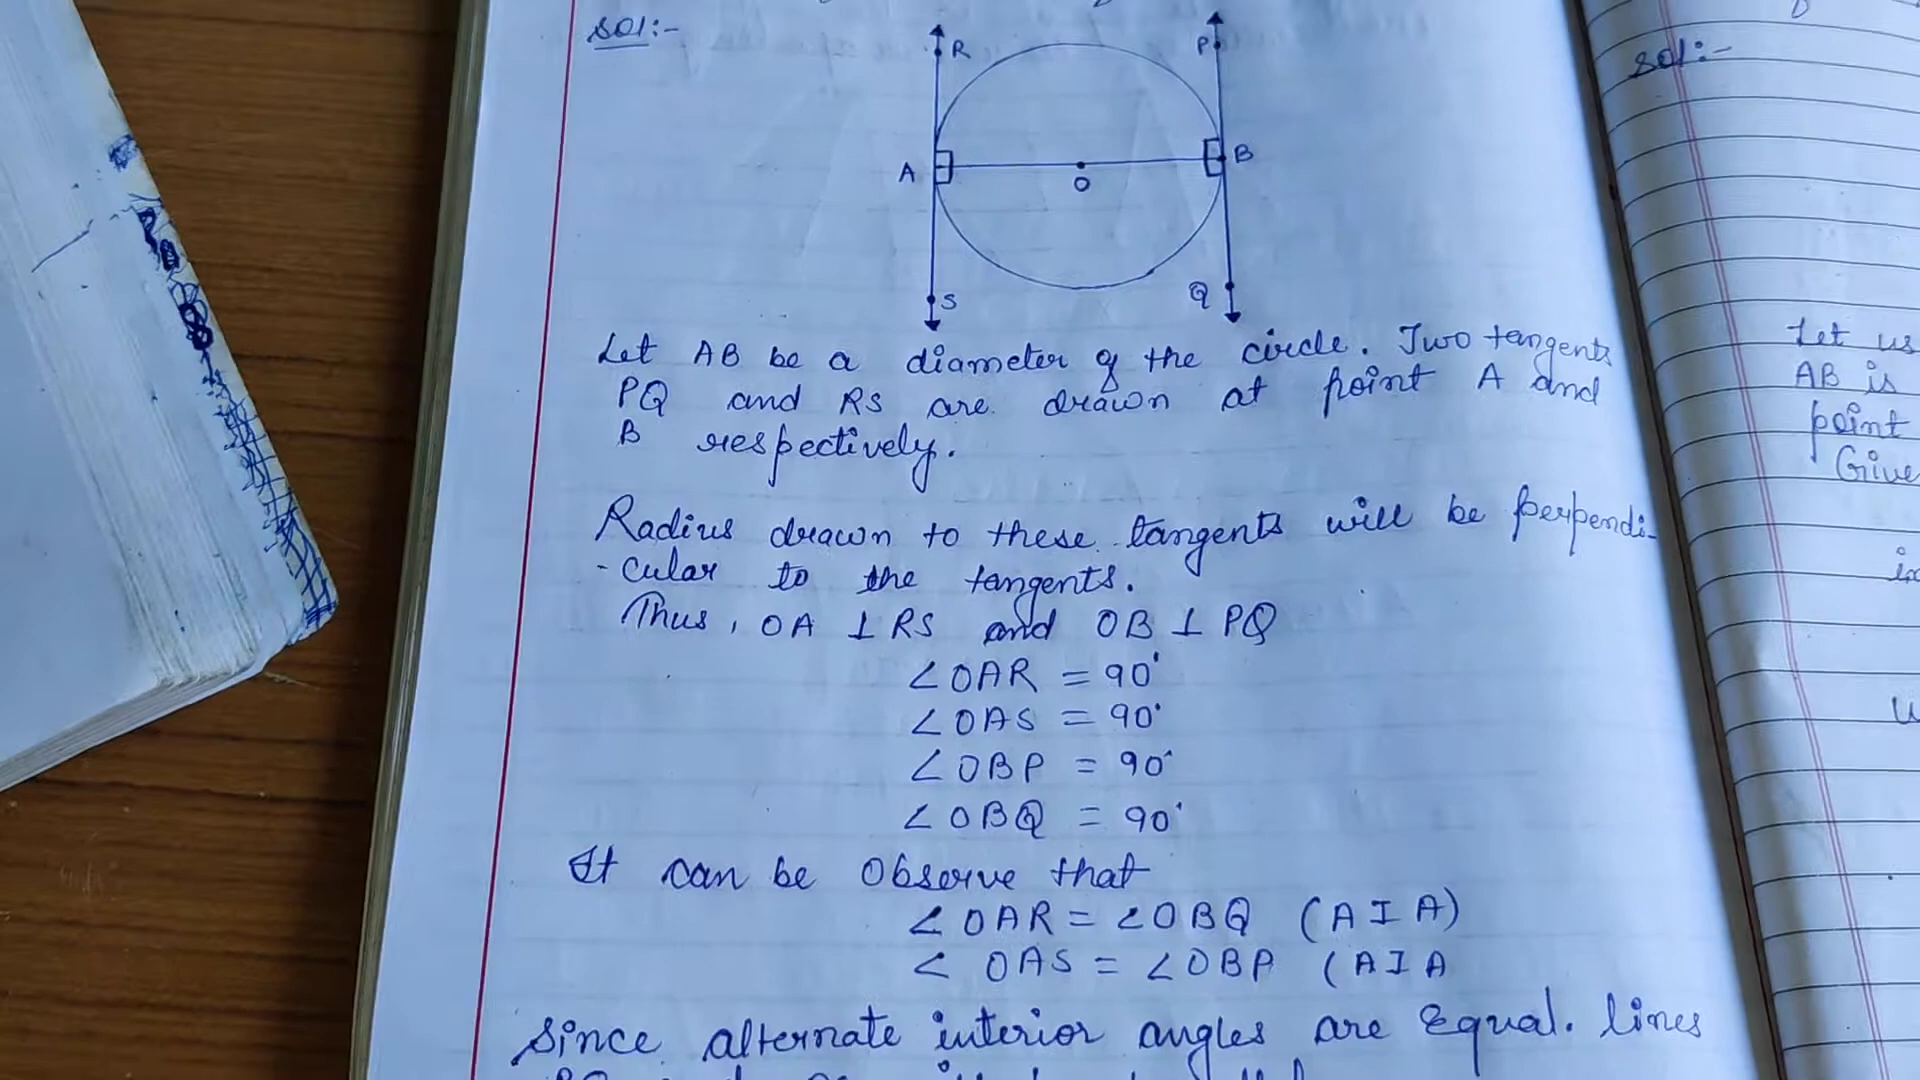 Sol:-
R
P
A
B
O
S
Q
Let AB be a diameter of the circle. Two tangents
PQ and RS are drawn at point A and
B respectively.
Radius drawn to these tangents will be perpendi-
-cular to the tangents.
Thus, OA ⊥ RS and OB ⊥ PQ
∠OAR = 90°
∠OAS = 90°
∠OBP = 90°
∠OBQ = 90°
It can be Observe that
∠OAR = ∠OBQ (AIA)
∠OAS = ∠OBP (AIA
Since alternate interior angles are Equal. lines
Sol:-
Let us
AB is
point
Give